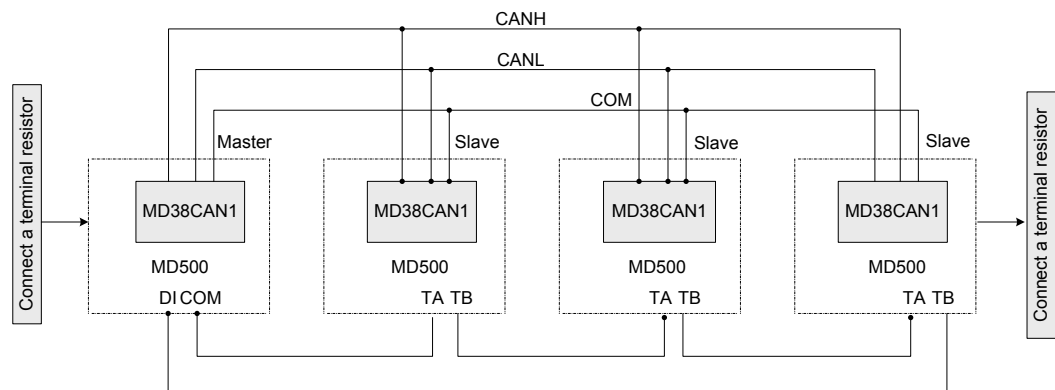 CANH
CANL
COM
Connect a terminal resistor
Master
Slave
Slave
Slave
Connect a terminal resistor
MD38CAN1
MD38CAN1
MD38CAN1
MD38CAN1
MD500
MD500
MD500
MD500
DI COM
TA TB
TA TB
TA TB